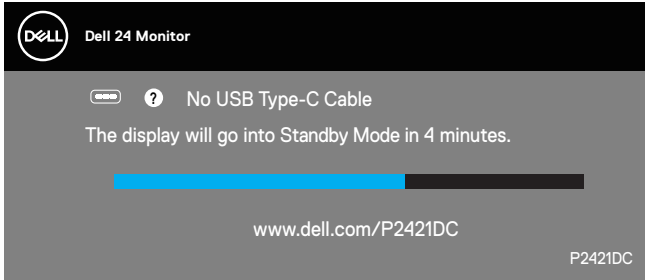 DELL
Dell 24 Monitor
? No USB Type-C Cable
The display will go into Standby Mode in 4 minutes.
www.dell.com/P2421DC
P2421DC